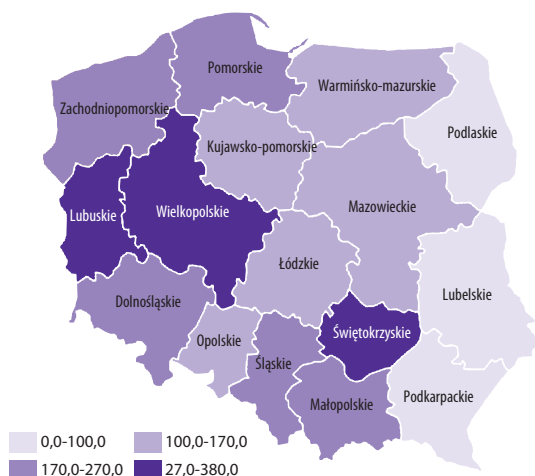 Pomorskie
Warmińsko-mazurskie
Zachodniopomorskie
Podlaskie
Kujawsko-pomorskie
Mazowieckie
Wielkopolskie
Lubuskie
Łódzkie
Lubelskie
Dolnośląskie
Świętokrzyskie
Opolskie
Śląskie
Podkarpackie
Małopolskie
0,0-100,0
100,0-170,0
170,0-270,0
27,0-380,0